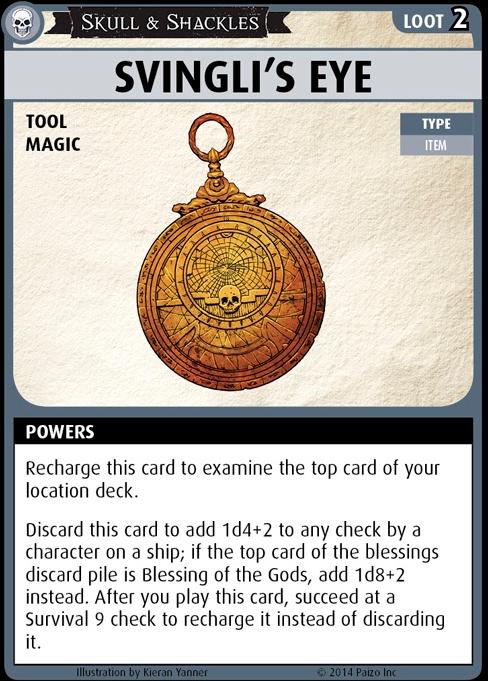 SKULL & SHACKLES
LOOT 2
SVINGLI'S EYE
TOOL
MAGIC
TYPE
ITEM
POWERS
Recharge this card to examine the top card of your
location deck.
Discard this card to add 1d4+2 to any check by a
character on a ship; if the top card of the blessings
discard pile is Blessing of the Gods, add 1d8+2
instead. After you play this card, succeed at a
Survival 9 check to recharge it instead of discarding
it.
Illustration by Kieran Yanner
© 2014 Paizo Inc